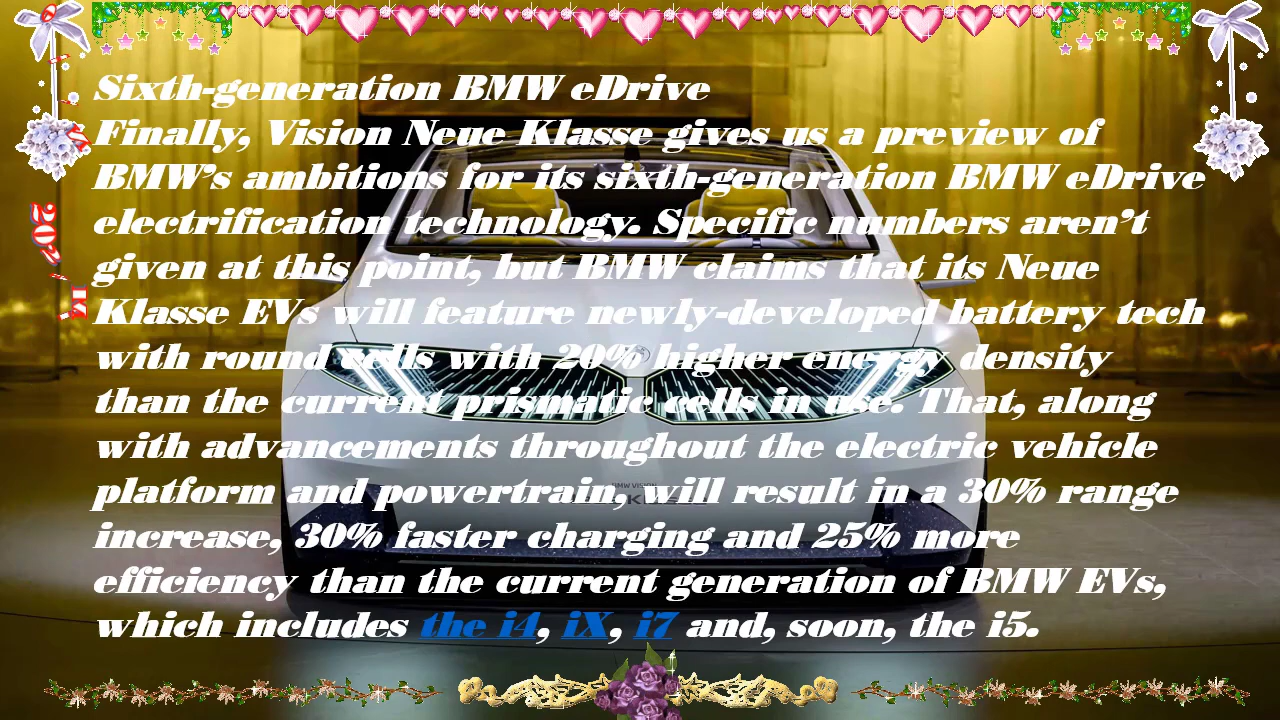 Sixth-generation BMW eDrive
Finally, Vision Neue Klasse gives us a preview of
BMW’s ambitions for its sixth-generation BMW eDrive
electrification technology. Specific numbers aren’t
given at this point, but BMW claims that its Neue
Klasse EVs will feature newly-developed battery tech
with round cells with 20% higher energy density
than the current prismatic cells in use. That, along
with advancements throughout the electric vehicle
platform and powertrain, will result in a 30% range
increase, 30% faster charging and 25% more
efficiency than the current generation of BMW EVs,
which includes the i4, iX, i7 and, soon, the i5.
BMW VISION